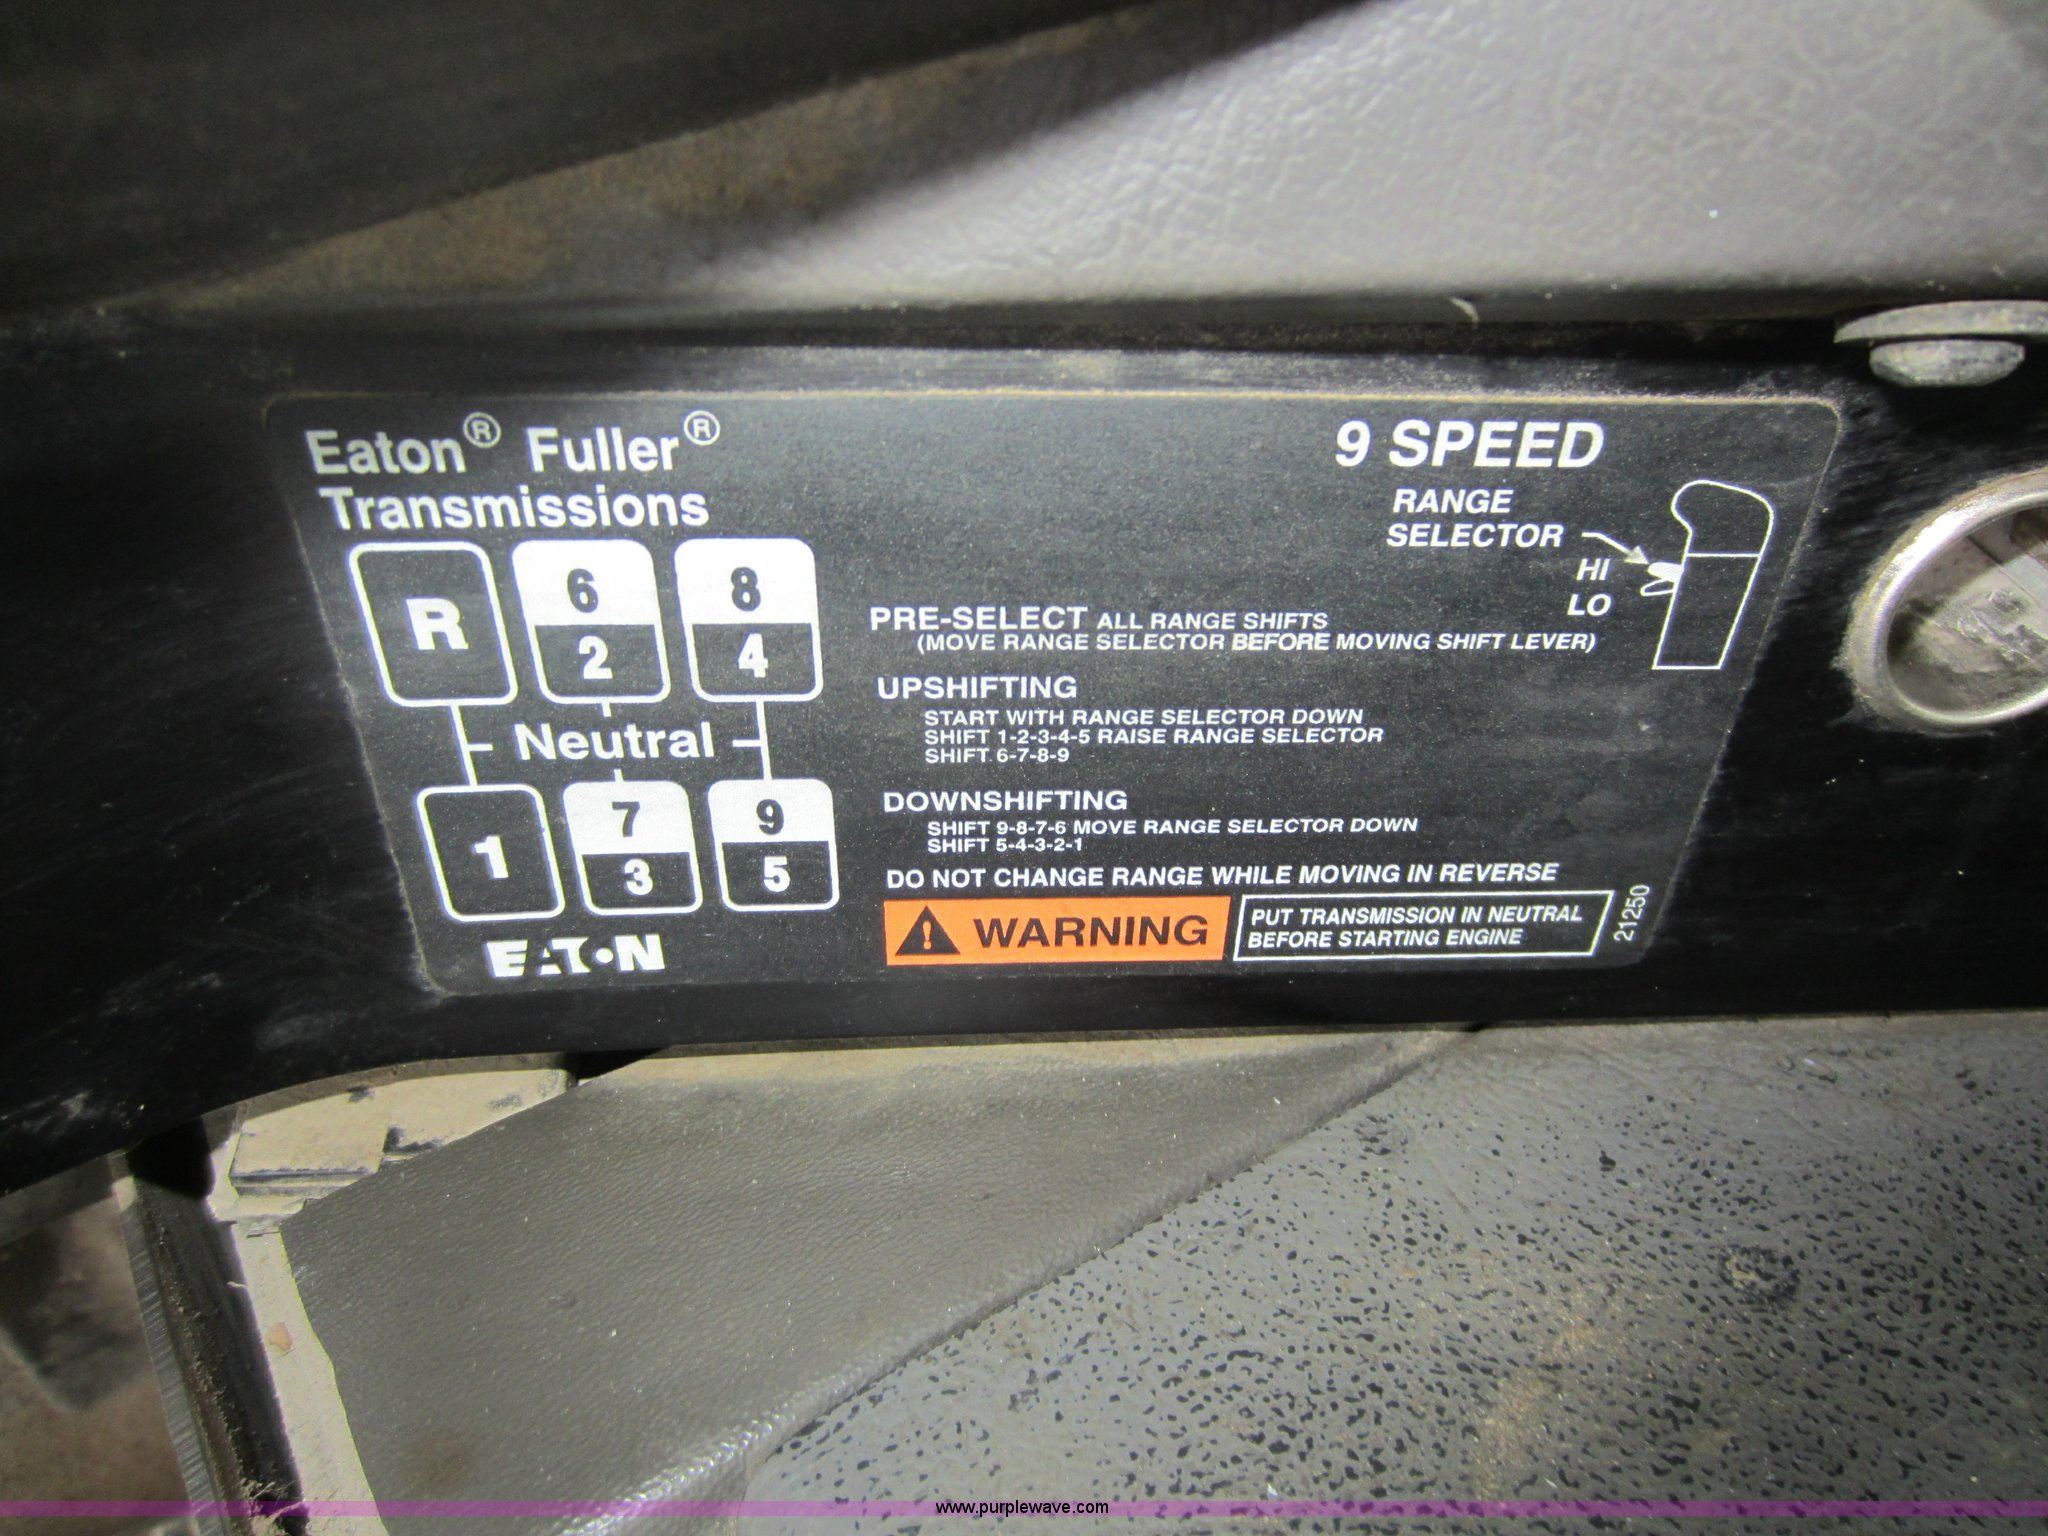 Eaton® Fuller®
Transmissions
R
6
2
8
4
Neutral
1
7
3
9
5
EATON
9 SPEED
RANGE
SELECTOR
HI
LO
PRE-SELECT ALL RANGE SHIFTS
(MOVE RANGE SELECTOR BEFORE MOVING SHIFT LEVER)
UPSHIFTING
START WITH RANGE SELECTOR DOWN
SHIFT 1-2-3-4-5 RAISE RANGE SELECTOR
SHIFT 6-7-8-9
DOWNSHIFTING
SHIFT 9-8-7-6 MOVE RANGE SELECTOR DOWN
SHIFT 5-4-3-2-1
DO NOT CHANGE RANGE WHILE MOVING IN REVERSE
WARNING
PUT TRANSMISSION IN NEUTRAL
BEFORE STARTING ENGINE
21250
www.purplewave.com